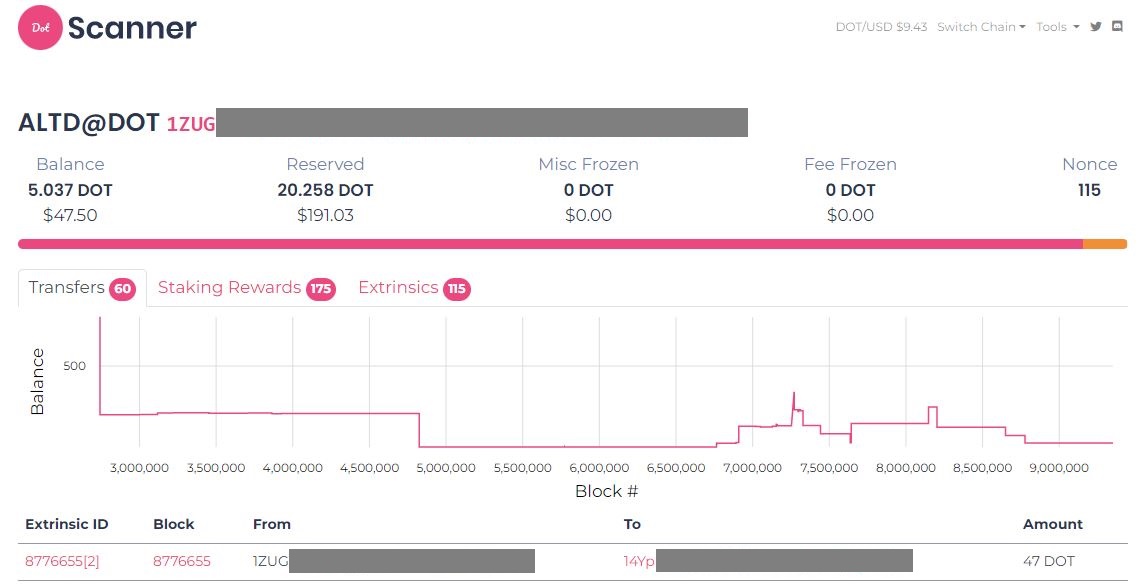 Dot Scanner
DOT/USD $9.43 Switch Chain Tools
ALTD@DOT 1ZUG
Balance Reserved Misc Frozen Fee Frozen Nonce
5.037 DOT 20.258 DOT 0 DOT 0 DOT 115
$47.50 $191.03 $0.00 $0.00
Transfers 60 Staking Rewards 175 Extrinsics 115
Balance
500
3,000,000 3,500,000 4,000,000 4,500,000 5,000,000 5,500,000 6,000,000 6,500,000 7,000,000 7,500,000 8,000,000 8,500,000 9,000,000
Block #
Extrinsic ID Block From To Amount
8776655[2] 8776655 1ZUG 14Yp 47 DOT